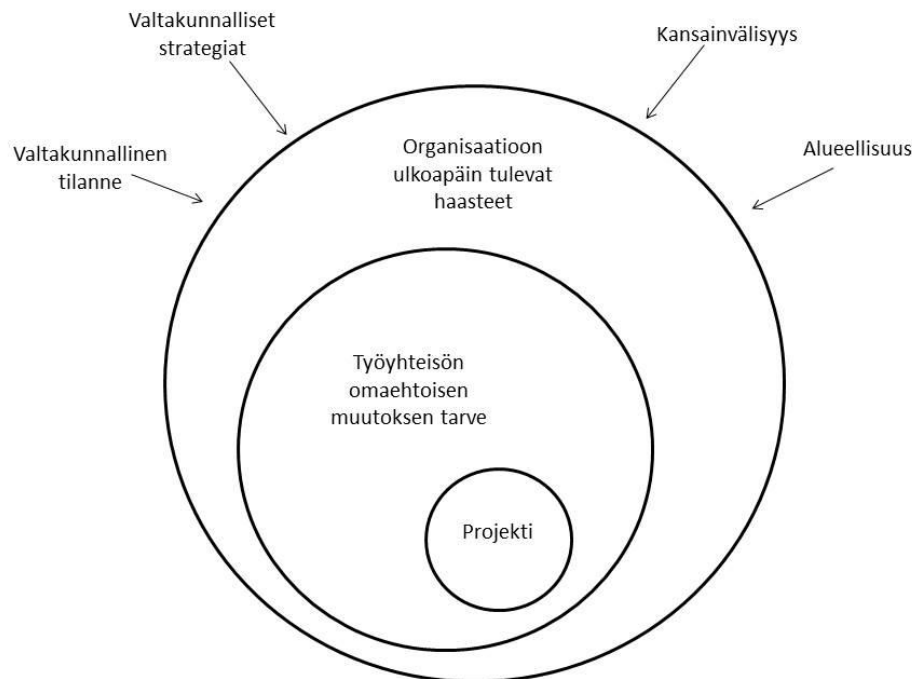 Valtakunnalliset
strategiat
Kansainvälisyys
Valtakunnallinen
tilanne
Organisaatioon
ulkoapäin tulevat
haasteet
Alueellisuus
Työyhteisön
omaehtoisen
muutoksen tarve
Projekti